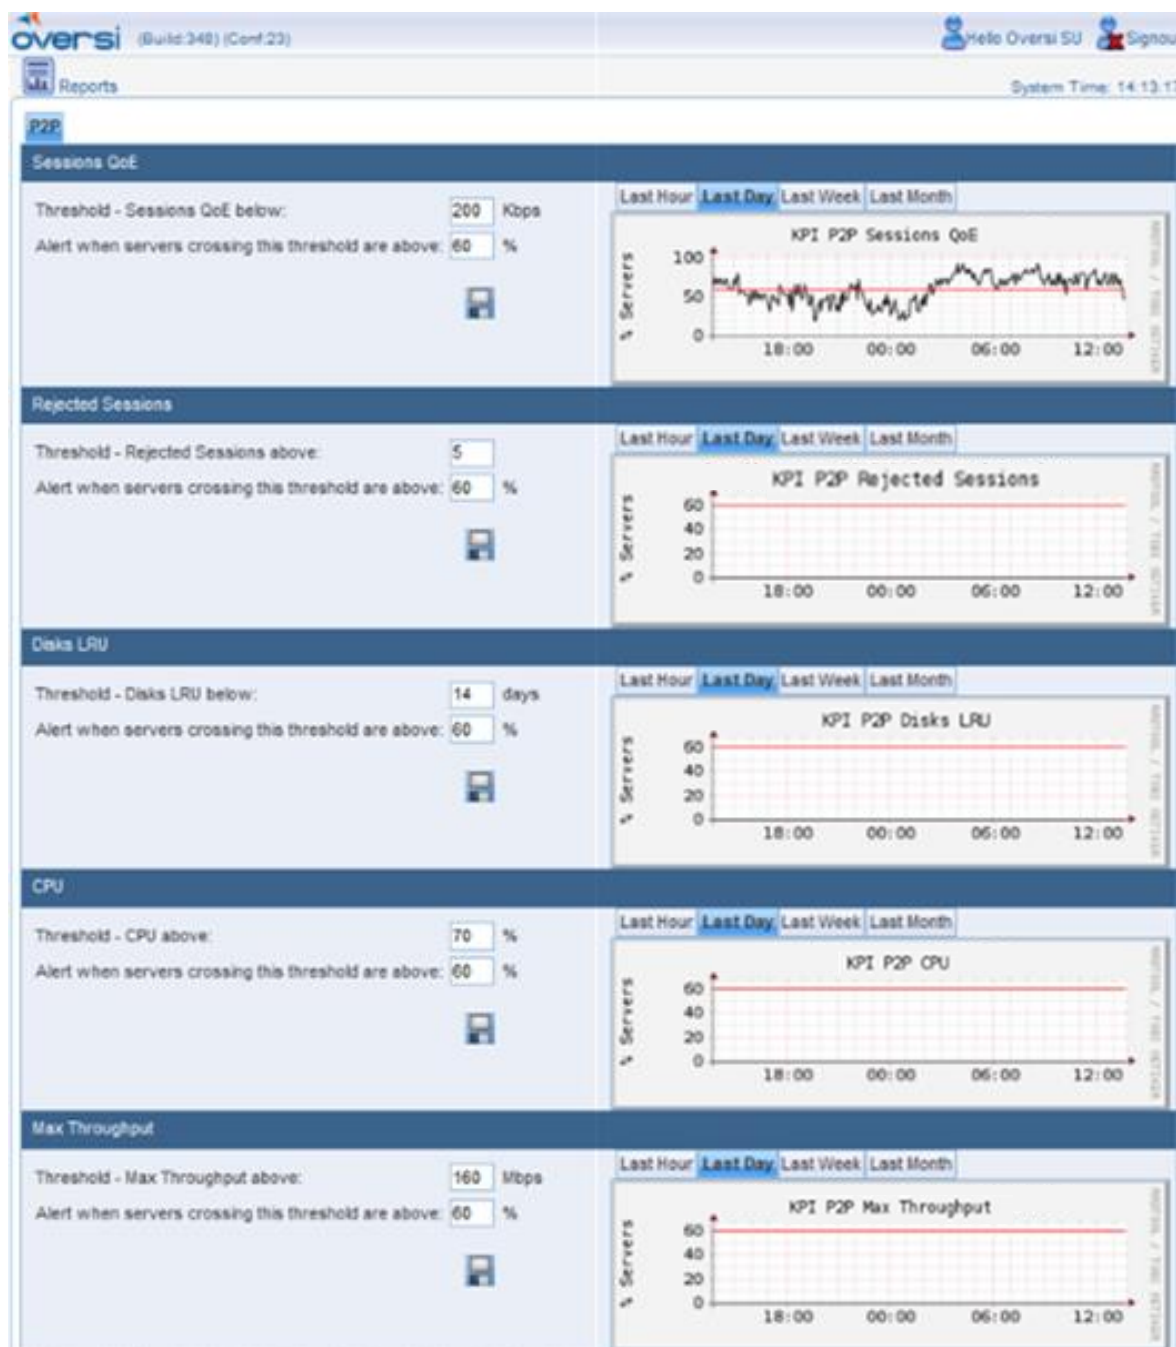 oversi (Build:348) (Conf:23) Hello Oversi SU Signou
Reports System Time: 14:13:17
P2P
Sessions QoE
Threshold - Sessions QoE below: 200 Kbps
Alert when servers crossing this threshold are above: 60 %
Last Hour Last Day Last Week Last Month
KPI P2P Sessions QoE
% Servers
100
50
0
18:00 00:00 06:00 12:00
Rejected Sessions
Threshold - Rejected Sessions above: 5
Alert when servers crossing this threshold are above: 60 %
Last Hour Last Day Last Week Last Month
KPI P2P Rejected Sessions
% Servers
60
40
20
0
18:00 00:00 06:00 12:00
Disks LRU
Threshold - Disks LRU below: 14 days
Alert when servers crossing this threshold are above: 60 %
Last Hour Last Day Last Week Last Month
KPI P2P Disks LRU
% Servers
60
40
20
0
18:00 00:00 06:00 12:00
CPU
Threshold - CPU above: 70 %
Alert when servers crossing this threshold are above: 60 %
Last Hour Last Day Last Week Last Month
KPI P2P CPU
% Servers
60
40
20
0
18:00 00:00 06:00 12:00
Max Throughput
Threshold - Max Throughput above: 160 Mbps
Alert when servers crossing this threshold are above: 60 %
Last Hour Last Day Last Week Last Month
KPI P2P Max Throughput
% Servers
60
40
20
0
18:00 00:00 06:00 12:00